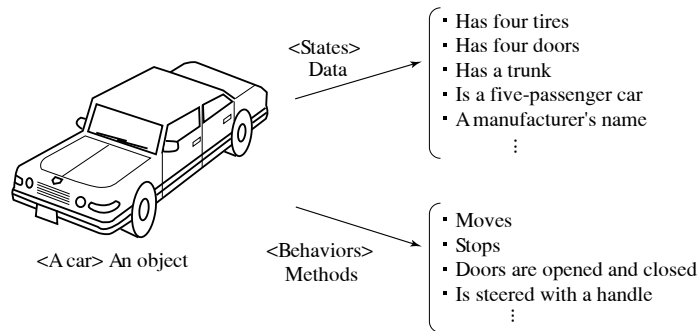 <States>
Data
▪ Has four tires
▪ Has four doors
▪ Has a trunk
▪ Is a five-passenger car
▪ A manufacturer's name
⋮
<A car> An object
<Behaviors>
Methods
▪ Moves
▪ Stops
▪ Doors are opened and closed
▪ Is steered with a handle
⋮